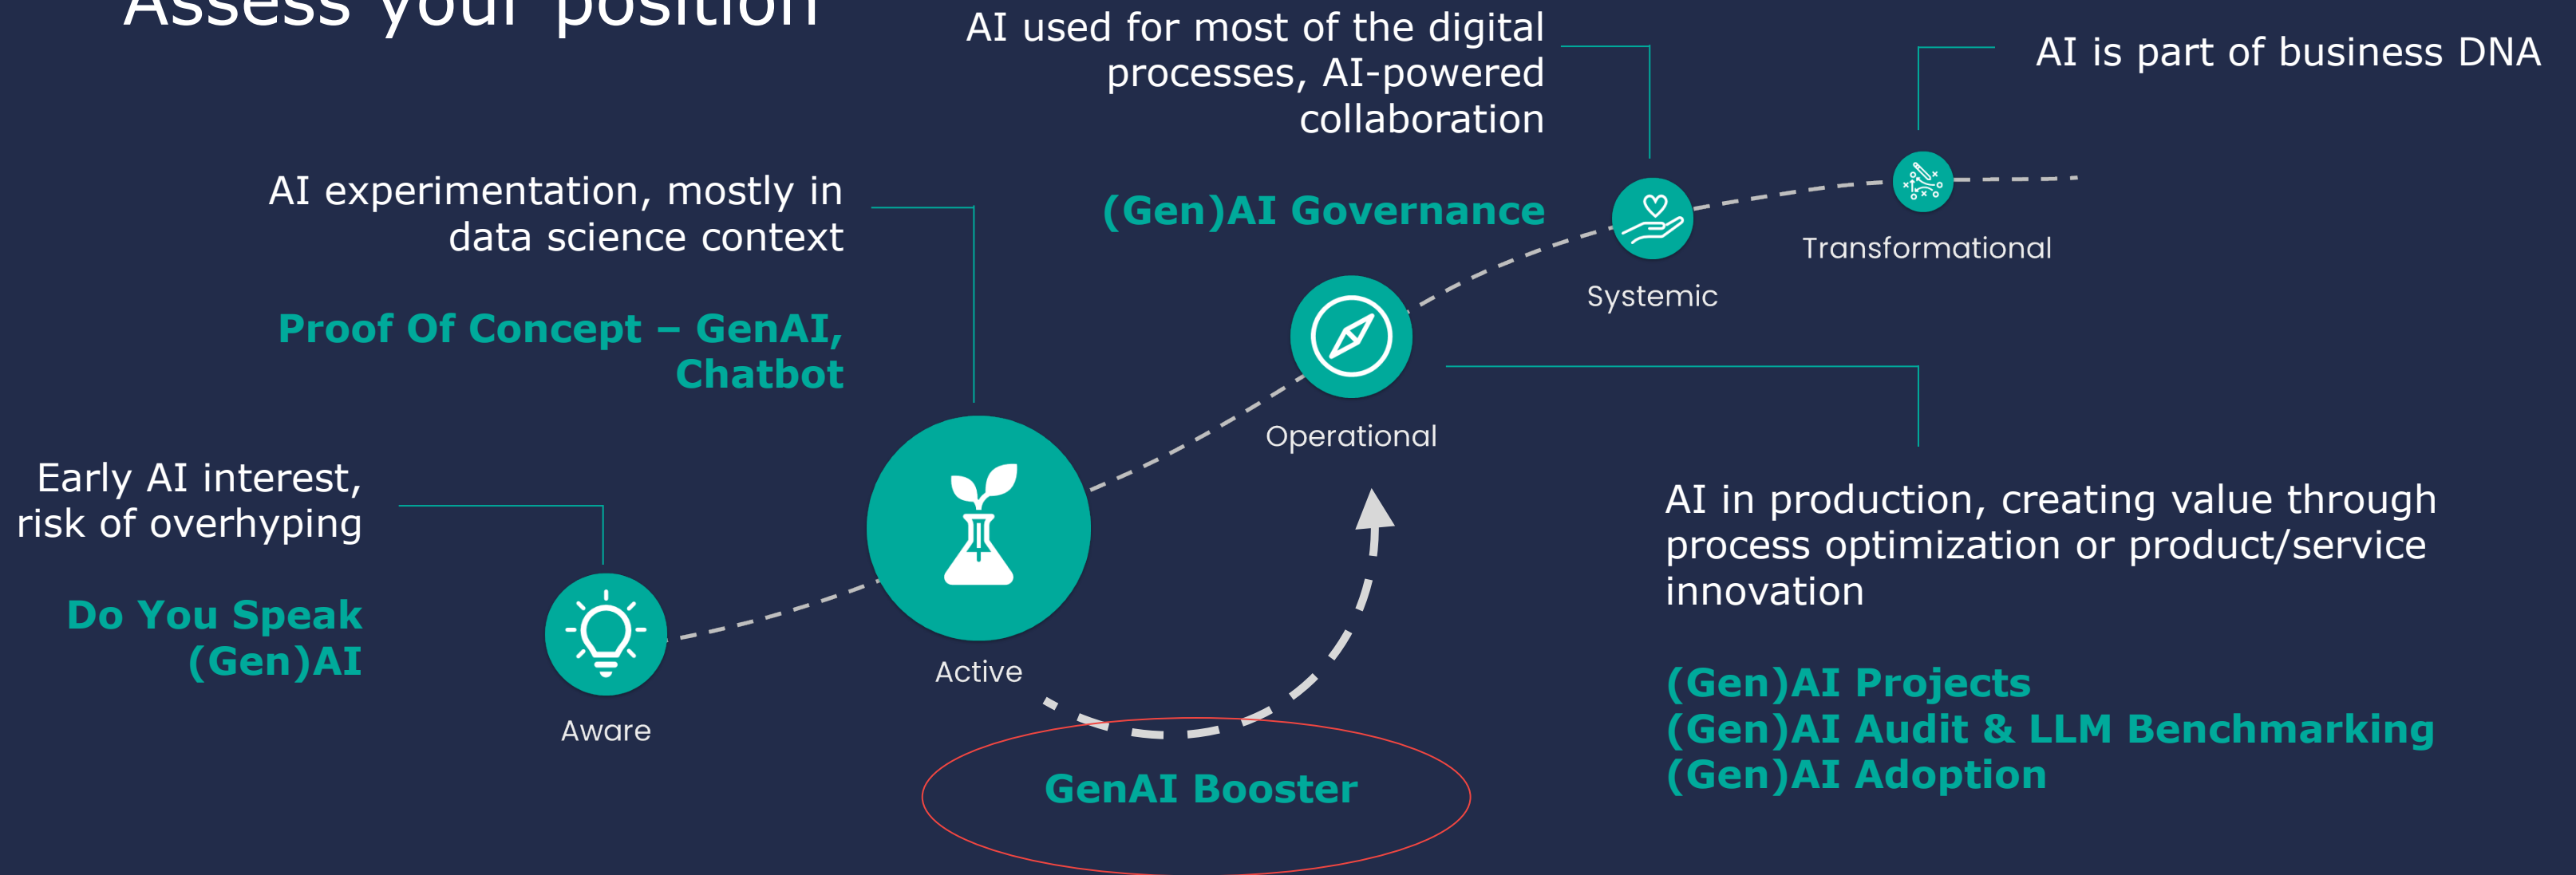 Assess your position
AI used for most of the digital
processes, AI-powered
collaboration
(Gen)AI Governance
AI is part of business DNA
AI experimentation, mostly in
data science context
Proof Of Concept – GenAI,
Chatbot
Early AI interest,
risk of overhyping
Do You Speak
(Gen)AI
Aware
Active
Operational
Systemic
Transformational
AI in production, creating value through
process optimization or product/service
innovation
(Gen)AI Projects
(Gen)AI Audit & LLM Benchmarking
(Gen)AI Adoption
GenAI Booster